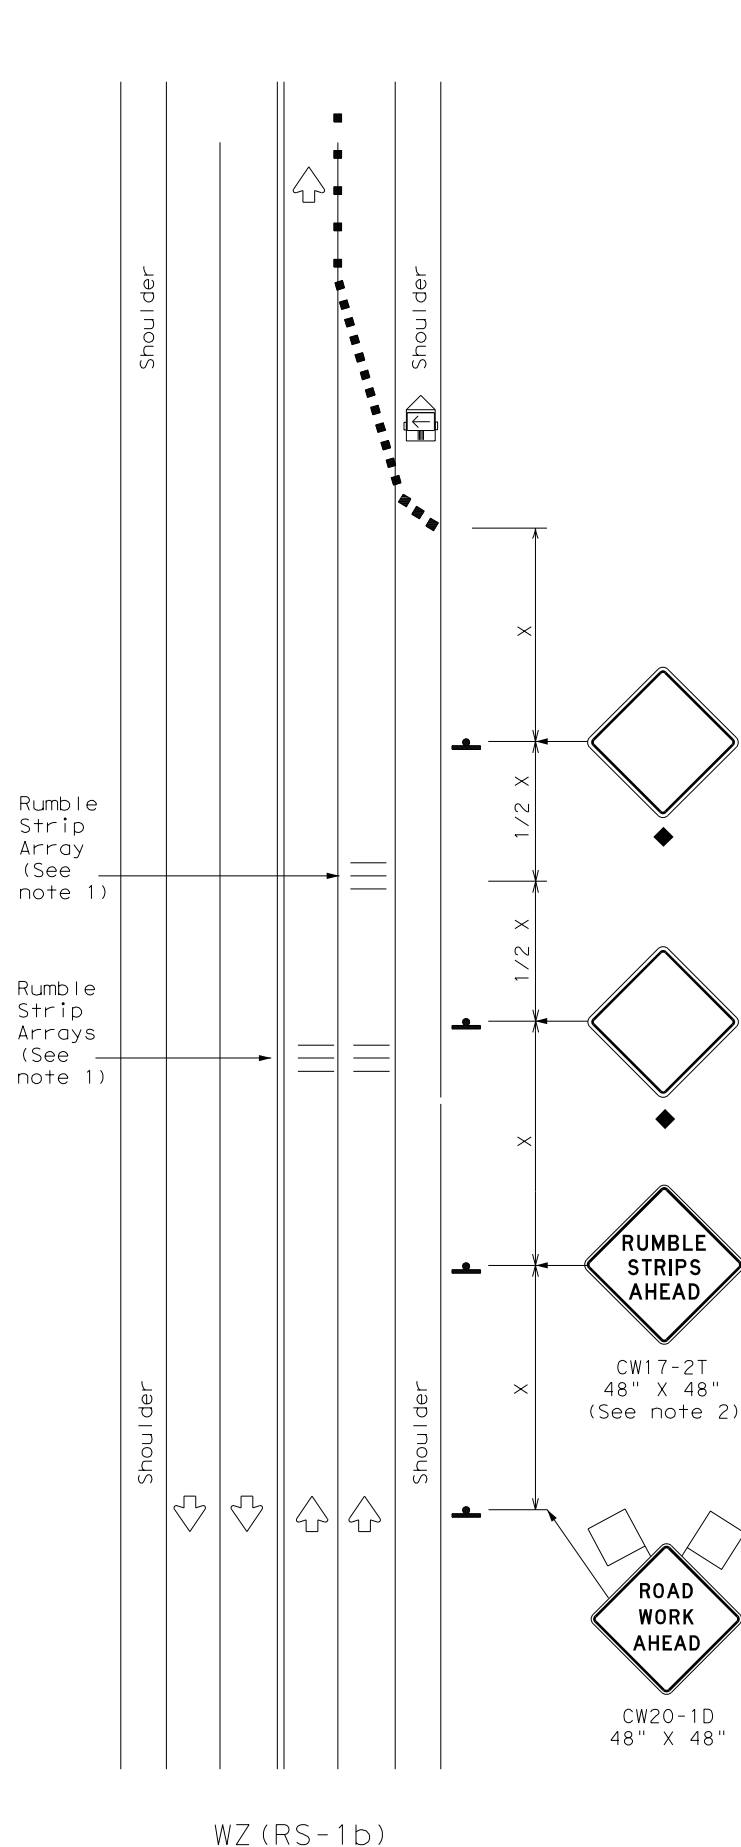 Shoulder
Shoulder
X
1/2 X
Rumble
Strip
Array
(See
note 1)
1/2 X
Rumble
Strip
Arrays
(See
note 1)
X
RUMBLE
STRIPS
AHEAD
CW17-2T
48" X 48"
(See note 2)
X
Shoulder
Shoulder
ROAD
WORK
AHEAD
CW20-1D
48" X 48"
WZ(RS-1b)